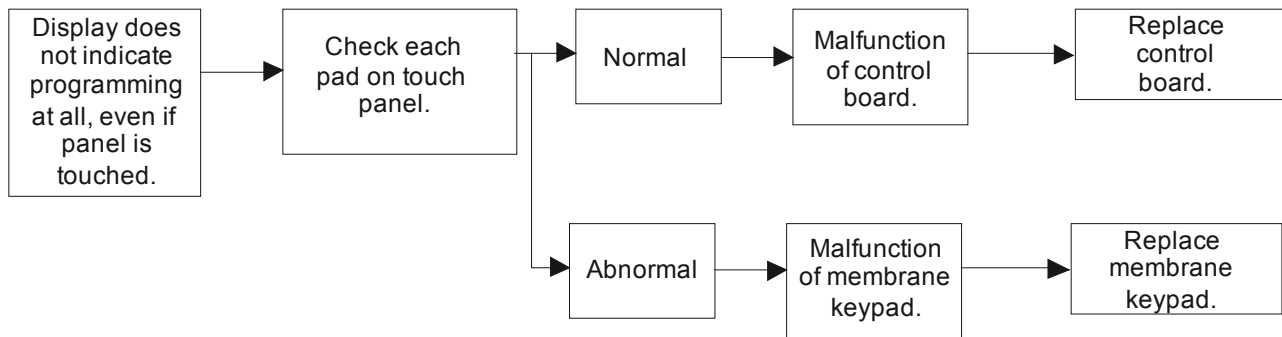 Display does
not indicate
programming
at all, even if
panel is
touched.
Check each
pad on touch
panel.
Normal
Malfunction
of control
board.
Replace
control
board.
Abnormal
Malfunction
of membrane
keypad.
Replace
membrane
keypad.